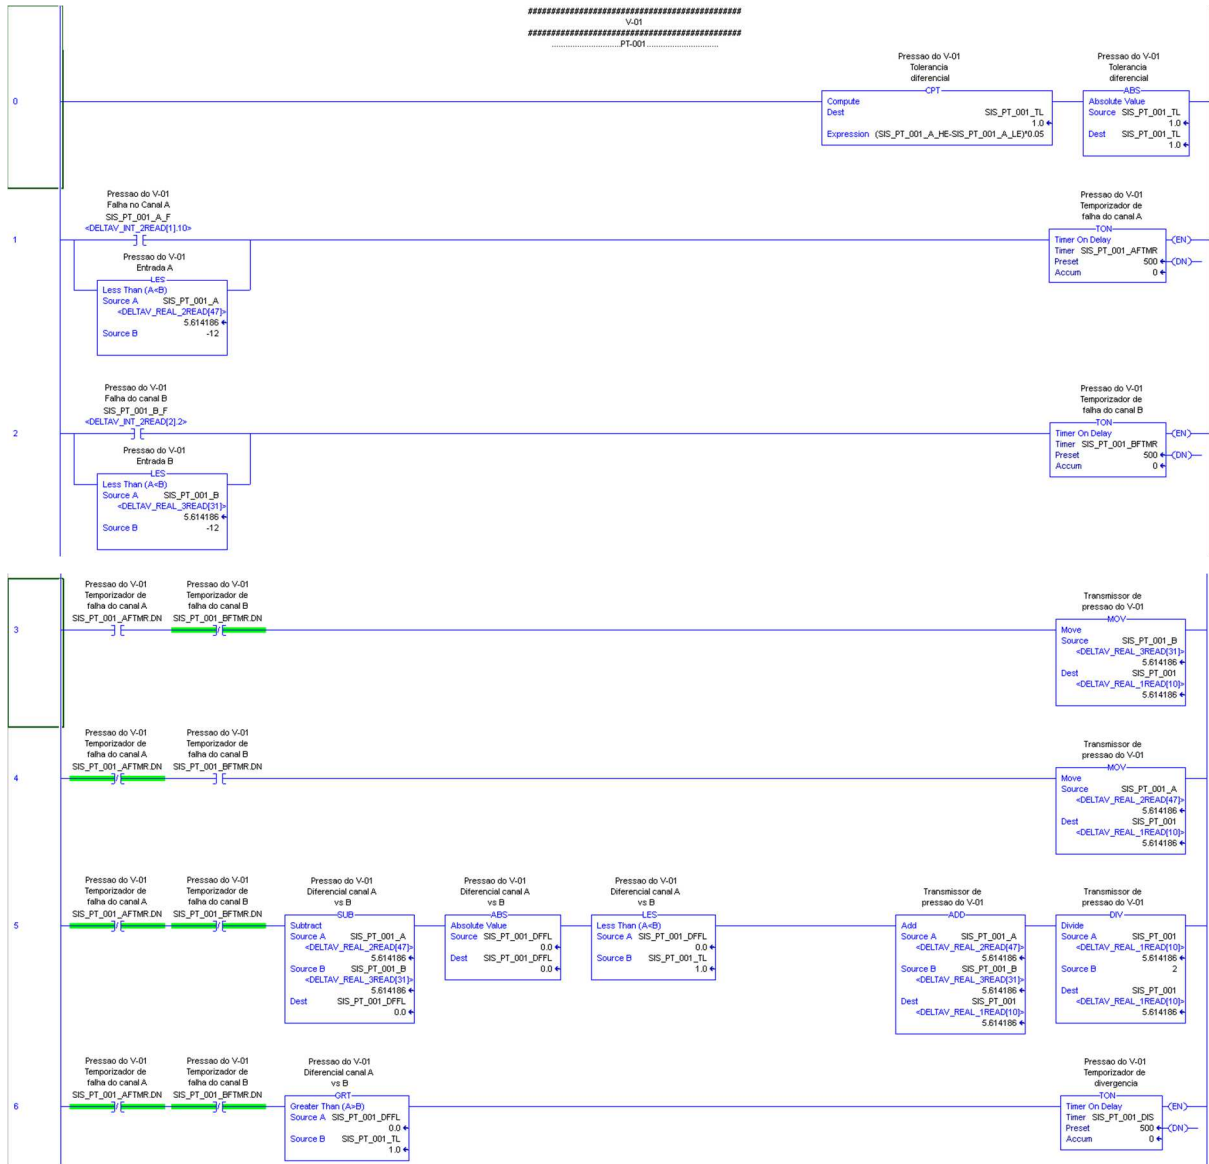 ##############################################
V-01
##############################################
..............................PT-001..............................
Pressao do V-01
Tolerancia
diferencial
CPT
Compute
Dest SIS_PT_001_TL
1.0
Expression (SIS_PT_001_A_HE-SIS_PT_001_A_LE)*0.05
Pressao do V-01
Tolerancia
diferencial
ABS
Absolute Value
Source SIS_PT_001_TL
1.0
Dest SIS_PT_001_TL
1.0
0
Pressao do V-01
Falha no Canal A
SIS_PT_001_A_F
<DELTAV_INT_2READ[1].10>
1
Pressao do V-01
Entrada A
LES
Less Than (A<B)
Source A SIS_PT_001_A
<DELTAV_REAL_2READ[47]>
5.614186
Source B -12
Pressao do V-01
Temporizador de
falha do canal A
TON
Timer On Delay
Timer SIS_PT_001_AFTMR
Preset 500
Accum 0
(EN)
(DN)
Pressao do V-01
Falha do canal B
SIS_PT_001_B_F
<DELTAV_INT_2READ[2].2>
2
Pressao do V-01
Entrada B
LES
Less Than (A<B)
Source A SIS_PT_001_B
<DELTAV_REAL_3READ[31]>
5.614186
Source B -12
Pressao do V-01
Temporizador de
falha do canal B
TON
Timer On Delay
Timer SIS_PT_001_BFTMR
Preset 500
Accum 0
(EN)
(DN)
3
Pressao do V-01
Temporizador de
falha do canal A
SIS_PT_001_AFTMR.DN
Pressao do V-01
Temporizador de
falha do canal B
SIS_PT_001_BFTMR.DN
Transmissor de
pressao do V-01
MOV
Move
Source SIS_PT_001_B
<DELTAV_REAL_3READ[31]>
5.614186
Dest SIS_PT_001
<DELTAV_REAL_1READ[10]>
5.614186
4
Pressao do V-01
Temporizador de
falha do canal A
SIS_PT_001_AFTMR.DN
Pressao do V-01
Temporizador de
falha do canal B
SIS_PT_001_BFTMR.DN
Transmissor de
pressao do V-01
MOV
Move
Source SIS_PT_001_A
<DELTAV_REAL_2READ[47]>
5.614186
Dest SIS_PT_001
<DELTAV_REAL_1READ[10]>
5.614186
5
Pressao do V-01
Temporizador de
falha do canal A
SIS_PT_001_AFTMR.DN
Pressao do V-01
Temporizador de
falha do canal B
SIS_PT_001_BFTMR.DN
Pressao do V-01
Diferencial canal A
vs B
SUB
Subtract
Source A SIS_PT_001_A
<DELTAV_REAL_2READ[47]>
5.614186
Source B SIS_PT_001_B
<DELTAV_REAL_3READ[31]>
5.614186
Dest SIS_PT_001_DFFL
0.0
Pressao do V-01
Diferencial canal A
vs B
ABS
Absolute Value
Source SIS_PT_001_DFFL
0.0
Dest SIS_PT_001_DFFL
0.0
Pressao do V-01
Diferencial canal A
vs B
LES
Less Than (A<B)
Source A SIS_PT_001_DFFL
0.0
Source B SIS_PT_001_TL
1.0
Transmissor de
pressao do V-01
ADD
Add
Source A SIS_PT_001_A
<DELTAV_REAL_2READ[47]>
5.614186
Source B SIS_PT_001_B
<DELTAV_REAL_3READ[31]>
5.614186
Dest SIS_PT_001
<DELTAV_REAL_1READ[10]>
5.614186
Transmissor de
pressao do V-01
DIV
Divide
Source A SIS_PT_001
<DELTAV_REAL_1READ[10]>
5.614186
Source B 2
Dest SIS_PT_001
<DELTAV_REAL_1READ[10]>
5.614186
6
Pressao do V-01
Temporizador de
falha do canal A
SIS_PT_001_AFTMR.DN
Pressao do V-01
Temporizador de
falha do canal B
SIS_PT_001_BFTMR.DN
Pressao do V-01
Diferencial canal A
vs B
GRT
Greater Than (A>B)
Source A SIS_PT_001_DFFL
0.0
Source B SIS_PT_001_TL
1.0
Pressao do V-01
Temporizador de
divergencia
TON
Timer On Delay
Timer SIS_PT_001_DIS
Preset 500
Accum 0
(EN)
(DN)